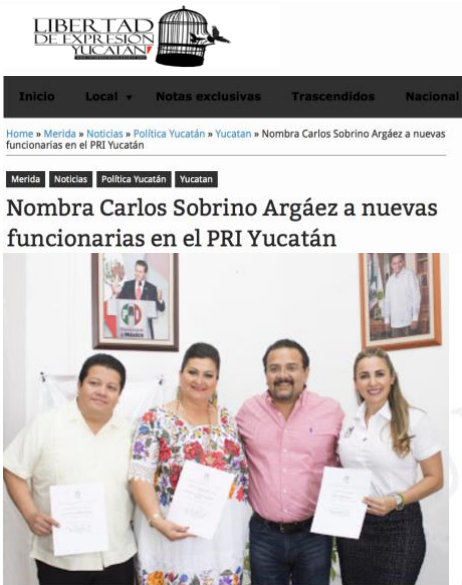 LIBERTAD
DE EXPRESIÓN
YUCATÁN
Inicio Local Notas exclusivas Trascendidos Nacional
Home » Merida » Noticias » Política Yucatán » Yucatan » Nombra Carlos Sobrino Argáez a nuevas
funcionarias en el PRI Yucatán
Merida Noticias Política Yucatán Yucatan
Nombra Carlos Sobrino Argáez a nuevas
funcionarias en el PRI Yucatán
PRI